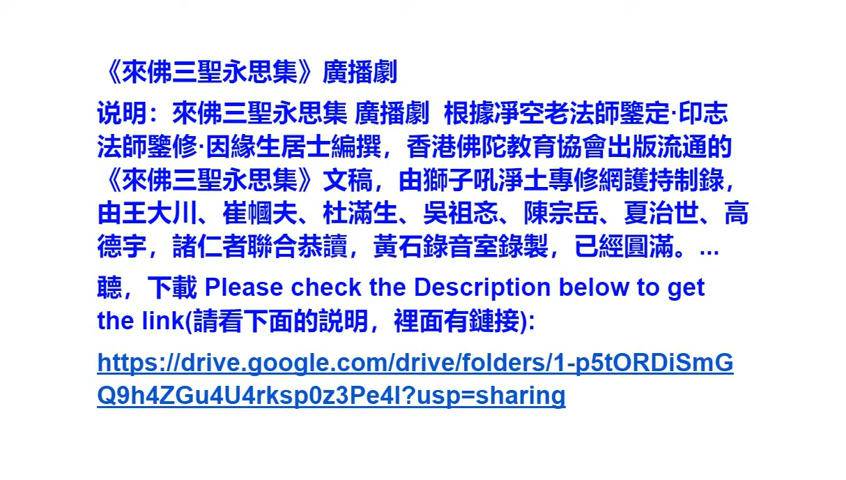 《來佛三聖永思集》廣播劇
说明：來佛三聖永思集 廣播劇 根據凈空老法師鑒定·印志
法師鑒修·因緣生居士編撰，香港佛陀教育協會出版流通的
《來佛三聖永思集》文稿，由獅子吼淨土專修網護持制錄，
由王大川、崔幗夫、杜滿生、吳祖忞、陳宗岳、夏治世、高
德宇，諸仁者聯合恭讀，黃石錄音室錄製，已經圓滿。...
聽，下載 Please check the Description below to get
the link(請看下面的説明，裡面有鏈接):
https://drive.google.com/drive/folders/1-p5tORDiSmG
Q9h4ZGu4U4rksp0z3Pe4l?usp=sharing